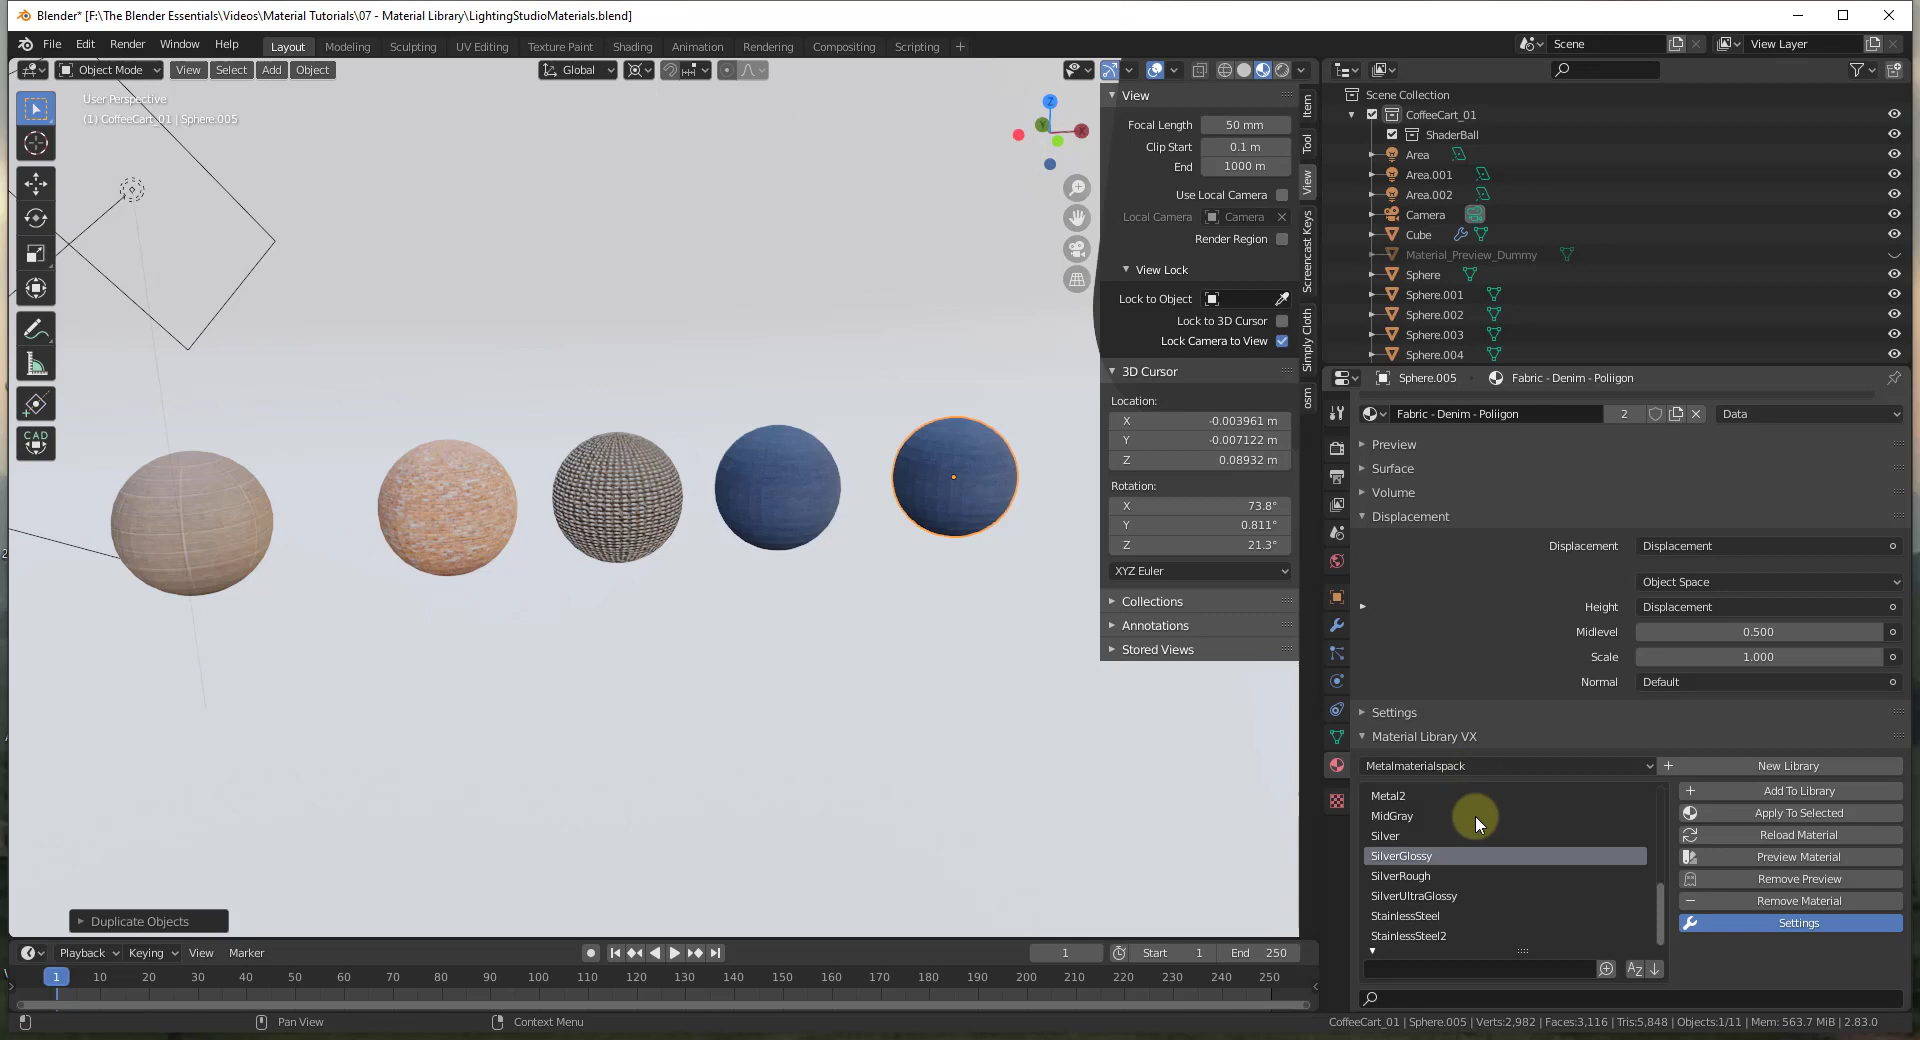 Blender* [F:\The Blender Essentials\Videos\Material Tutorials\07 - Material Library\LightingStudioMaterials.blend]
File Edit Render Window Help Layout Modeling Sculpting UV Editing Texture Paint Shading Animation Rendering Compositing Scripting + Scene View Layer
Object Mode View Select Add Object Global
User Perspective
(1) CoffeeCart_01 | Sphere.005
Z
Y
X
View
Focal Length 50 mm
Clip Start 0.1 m
End 1000 m
Use Local Camera
Local Camera Camera
Render Region
View Lock
Lock to Object
Lock to 3D Cursor
Lock Camera to View
3D Cursor
Location:
X -0.003961 m
Y -0.007122 m
Z 0.08932 m
Rotation:
X 73.8°
Y 0.811°
Z 21.3°
XYZ Euler
Collections
Annotations
Stored Views
Item
Tool
View
Screencast Keys
Simply Cloth
osm
CAD
Duplicate Objects
Scene Collection
CoffeeCart_01
ShaderBall
Area
Area.001
Area.002
Camera
Cube
Material_Preview_Dummy
Sphere
Sphere.001
Sphere.002
Sphere.003
Sphere.004
Sphere.005 Fabric - Denim - Poliigon
Fabric - Denim - Poliigon 2 Data
Preview
Surface
Volume
Displacement
Displacement Displacement
Object Space
Height Displacement
Midlevel 0.500
Scale 1.000
Normal Default
Settings
Material Library VX
Metalmaterialspack New Library
Metal2
MidGray
Silver
SilverGlossy
SilverRough
SilverUltraGlossy
StainlessSteel
StainlessSteel2
Add To Library
Apply To Selected
Reload Material
Preview Material
Remove Preview
Remove Material
Settings
Playback Keying View Marker 1 Start 1 End 250
1 10 20 30 40 50 60 70 80 90 100 110 120 130 140 150 160 170 180 190 200 210 220 230 240 250
Pan View Context Menu CoffeeCart_01 | Sphere.005 | Verts:2,982 | Faces:3,116 | Tris:5,848 | Objects:1/11 | Mem: 563.7 MiB | 2.83.0